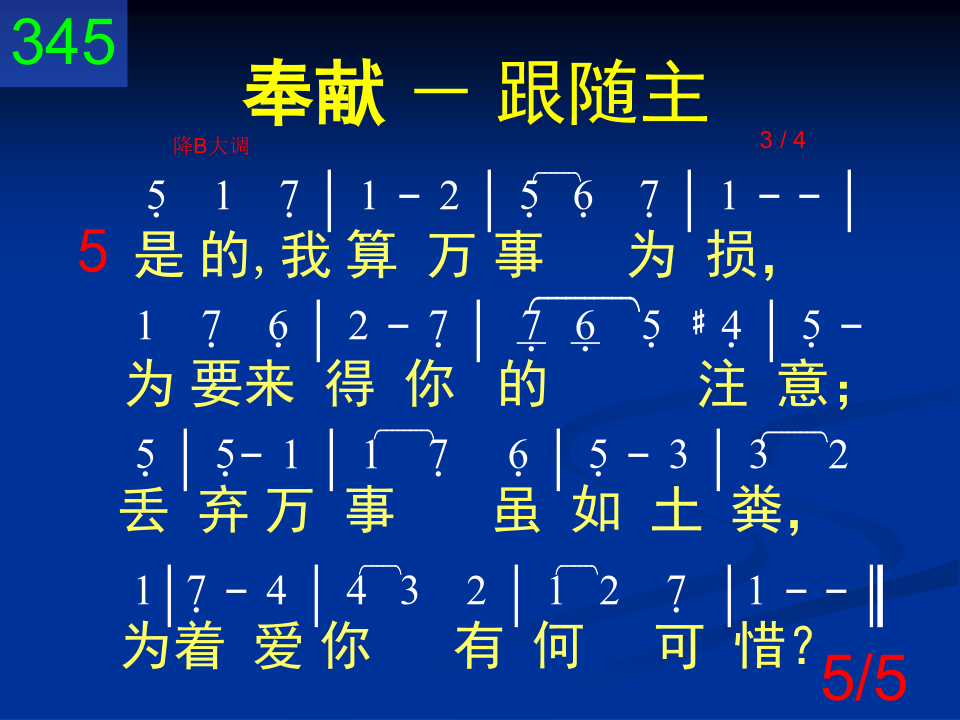 345
奉献 － 跟随主
降B大调 3 / 4
5̣ 1 7̣ | 1 － 2 | 5̣ 6̣ 7̣ | 1 － － |
5 是 的, 我 算 万 事 为 损,
1 7̣ 6̣ | 2 － 7̣ | 7̣ 6̣ 5̣ ♯4̣ | 5̣ －
为 要来 得 你 的 注 意;
5̣ | 5̣ － 1 | 1 7̣ 6̣ | 5̣ － 3 | 3 2
丢 弃 万 事 虽 如 土 粪,
1 | 7̣ － 4 | 4 3 2 | 1 2 7̣ | 1 － － ‖
为着 爱 你 有 何 可 惜?
5/5